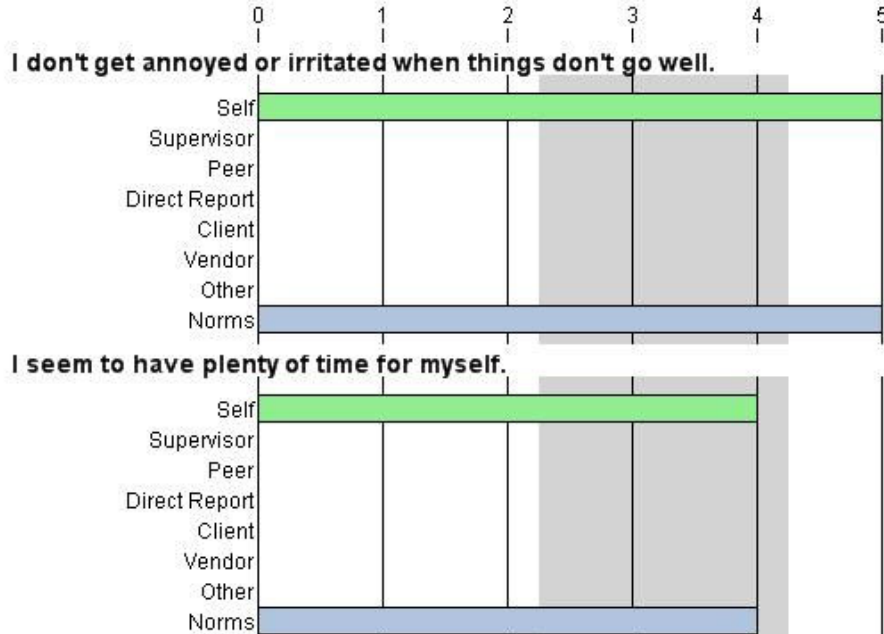 0 1 2 3 4 5
I don't get annoyed or irritated when things don't go well.
Self
Supervisor
Peer
Direct Report
Client
Vendor
Other
Norms
I seem to have plenty of time for myself.
Self
Supervisor
Peer
Direct Report
Client
Vendor
Other
Norms